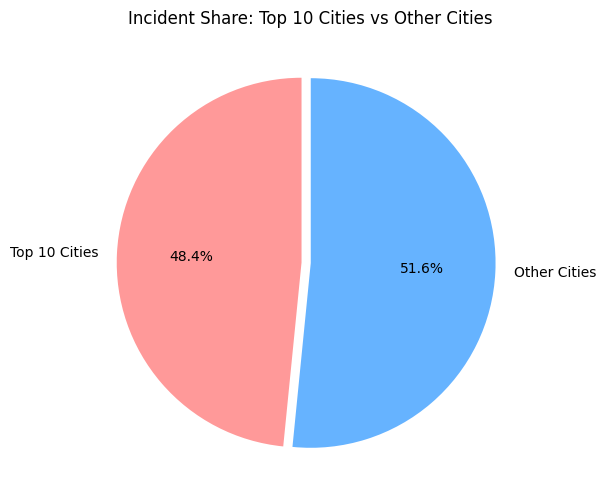 Incident Share: Top 10 Cities vs Other Cities
Top 10 Cities
48.4%
51.6%
Other Cities